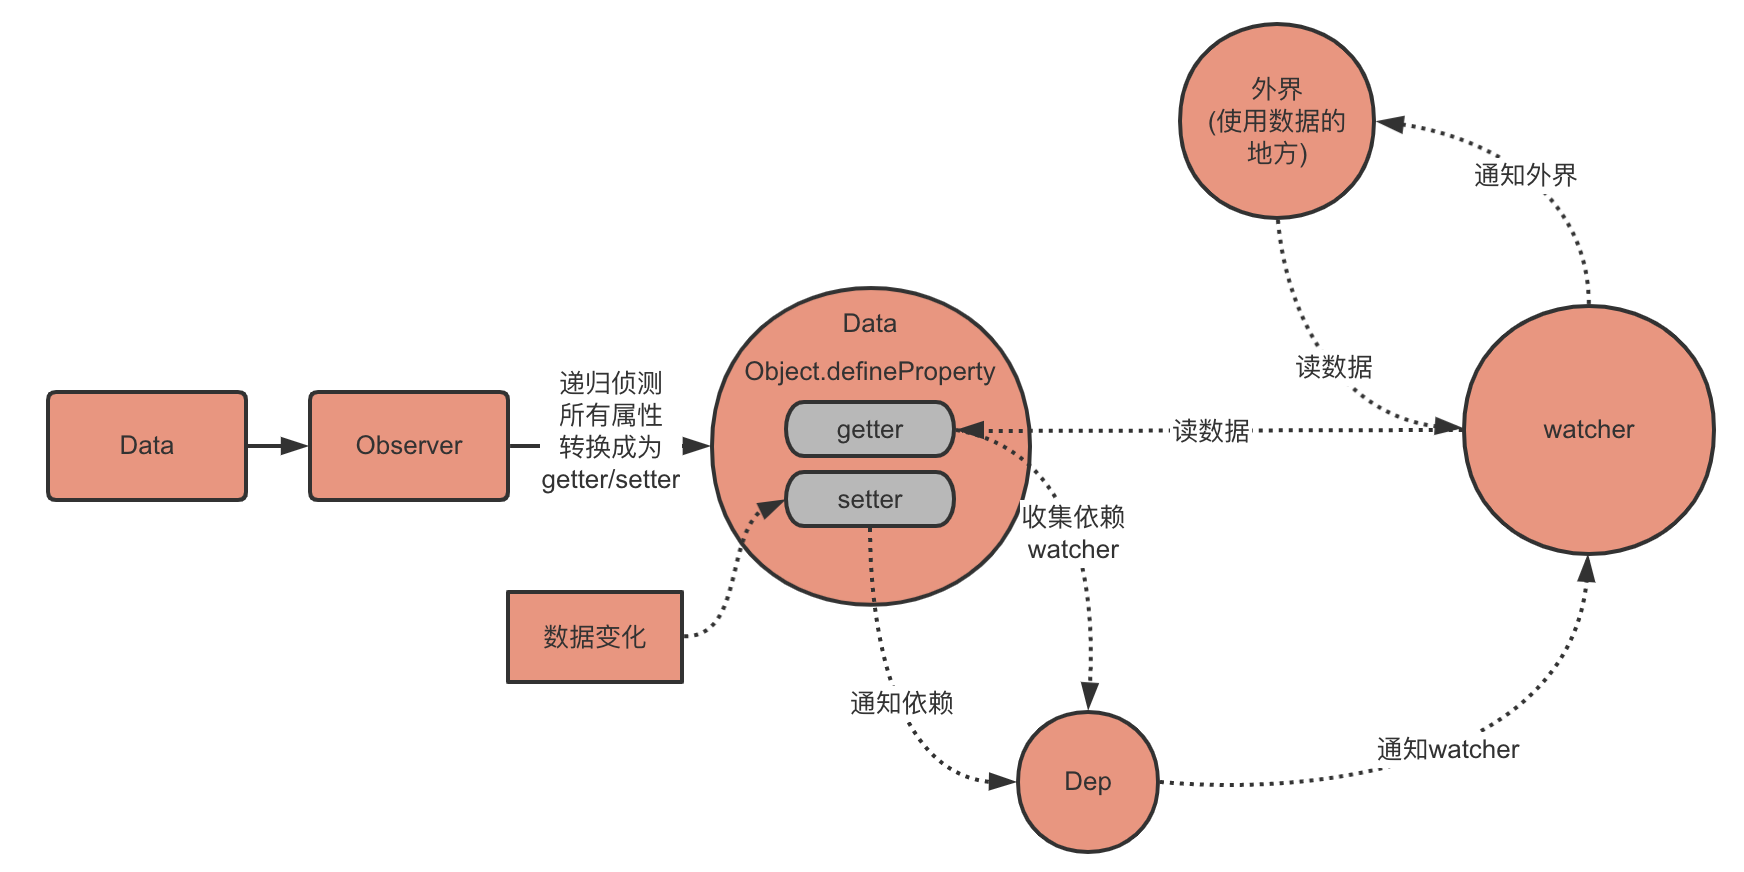 外界
(使用数据的
地方)
通知外界
Data
Object.defineProperty
递归侦测
所有属性
转换成为
getter/setter
读数据
Data
Observer
getter
读数据
watcher
setter
收集依赖
watcher
数据变化
通知依赖
通知watcher
Dep